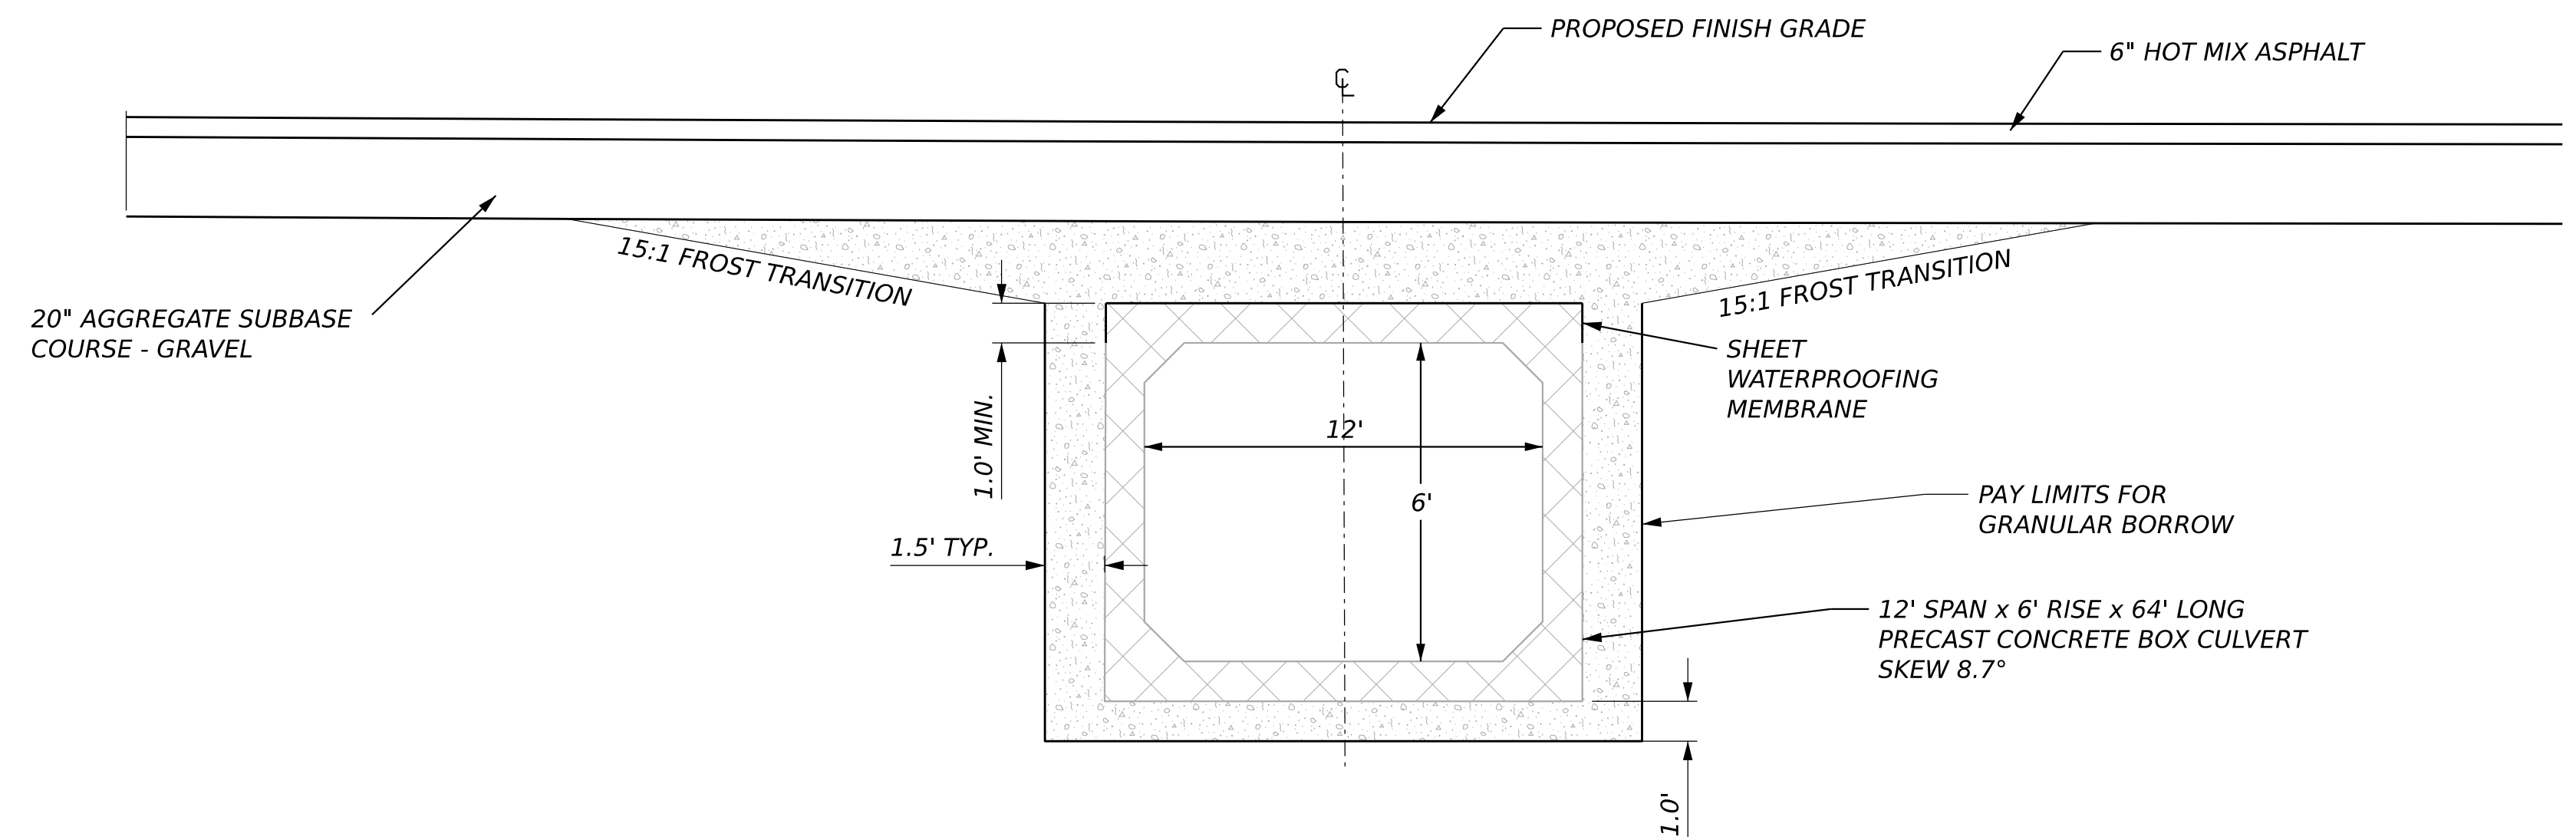 PROPOSED FINISH GRADE
6" HOT MIX ASPHALT
℄
15:1 FROST TRANSITION
15:1 FROST TRANSITION
20" AGGREGATE SUBBASE
COURSE - GRAVEL
SHEET
WATERPROOFING
MEMBRANE
1.0' MIN.
12'
6'
PAY LIMITS FOR
GRANULAR BORROW
1.5' TYP.
12' SPAN x 6' RISE x 64' LONG
PRECAST CONCRETE BOX CULVERT
SKEW 8.7°
1.0'